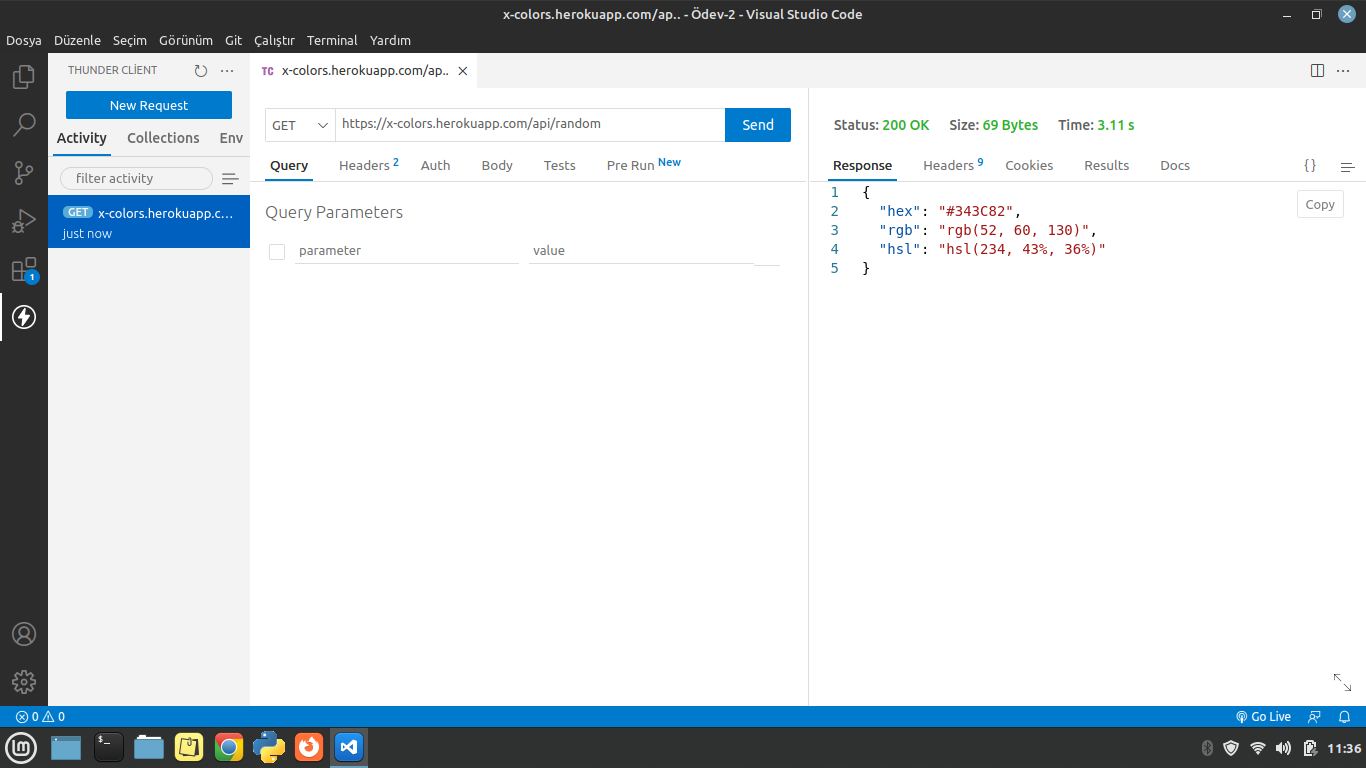 x-colors.herokuapp.com/ap.. - Ödev-2 - Visual Studio Code
Dosya Düzenle Seçim Görünüm Git Çalıştır Terminal Yardım
THUNDER CLİENT
x-colors.herokuapp.com/ap..
TC
New Request
Activity Collections Env
filter activity
GET x-colors.herokuapp.c...
just now
1
GET https://x-colors.herokuapp.com/api/random Send
Query Headers 2 Auth Body Tests Pre Run New
Query Parameters
parameter value
Status: 200 OK Size: 69 Bytes Time: 3.11 s
Response Headers 9 Cookies Results Docs {}
Copy
1 {
2 "hex": "#343C82",
3 "rgb": "rgb(52, 60, 130)",
4 "hsl": "hsl(234, 43%, 36%)"
5 }
0 0
Go Live
$_
11:36